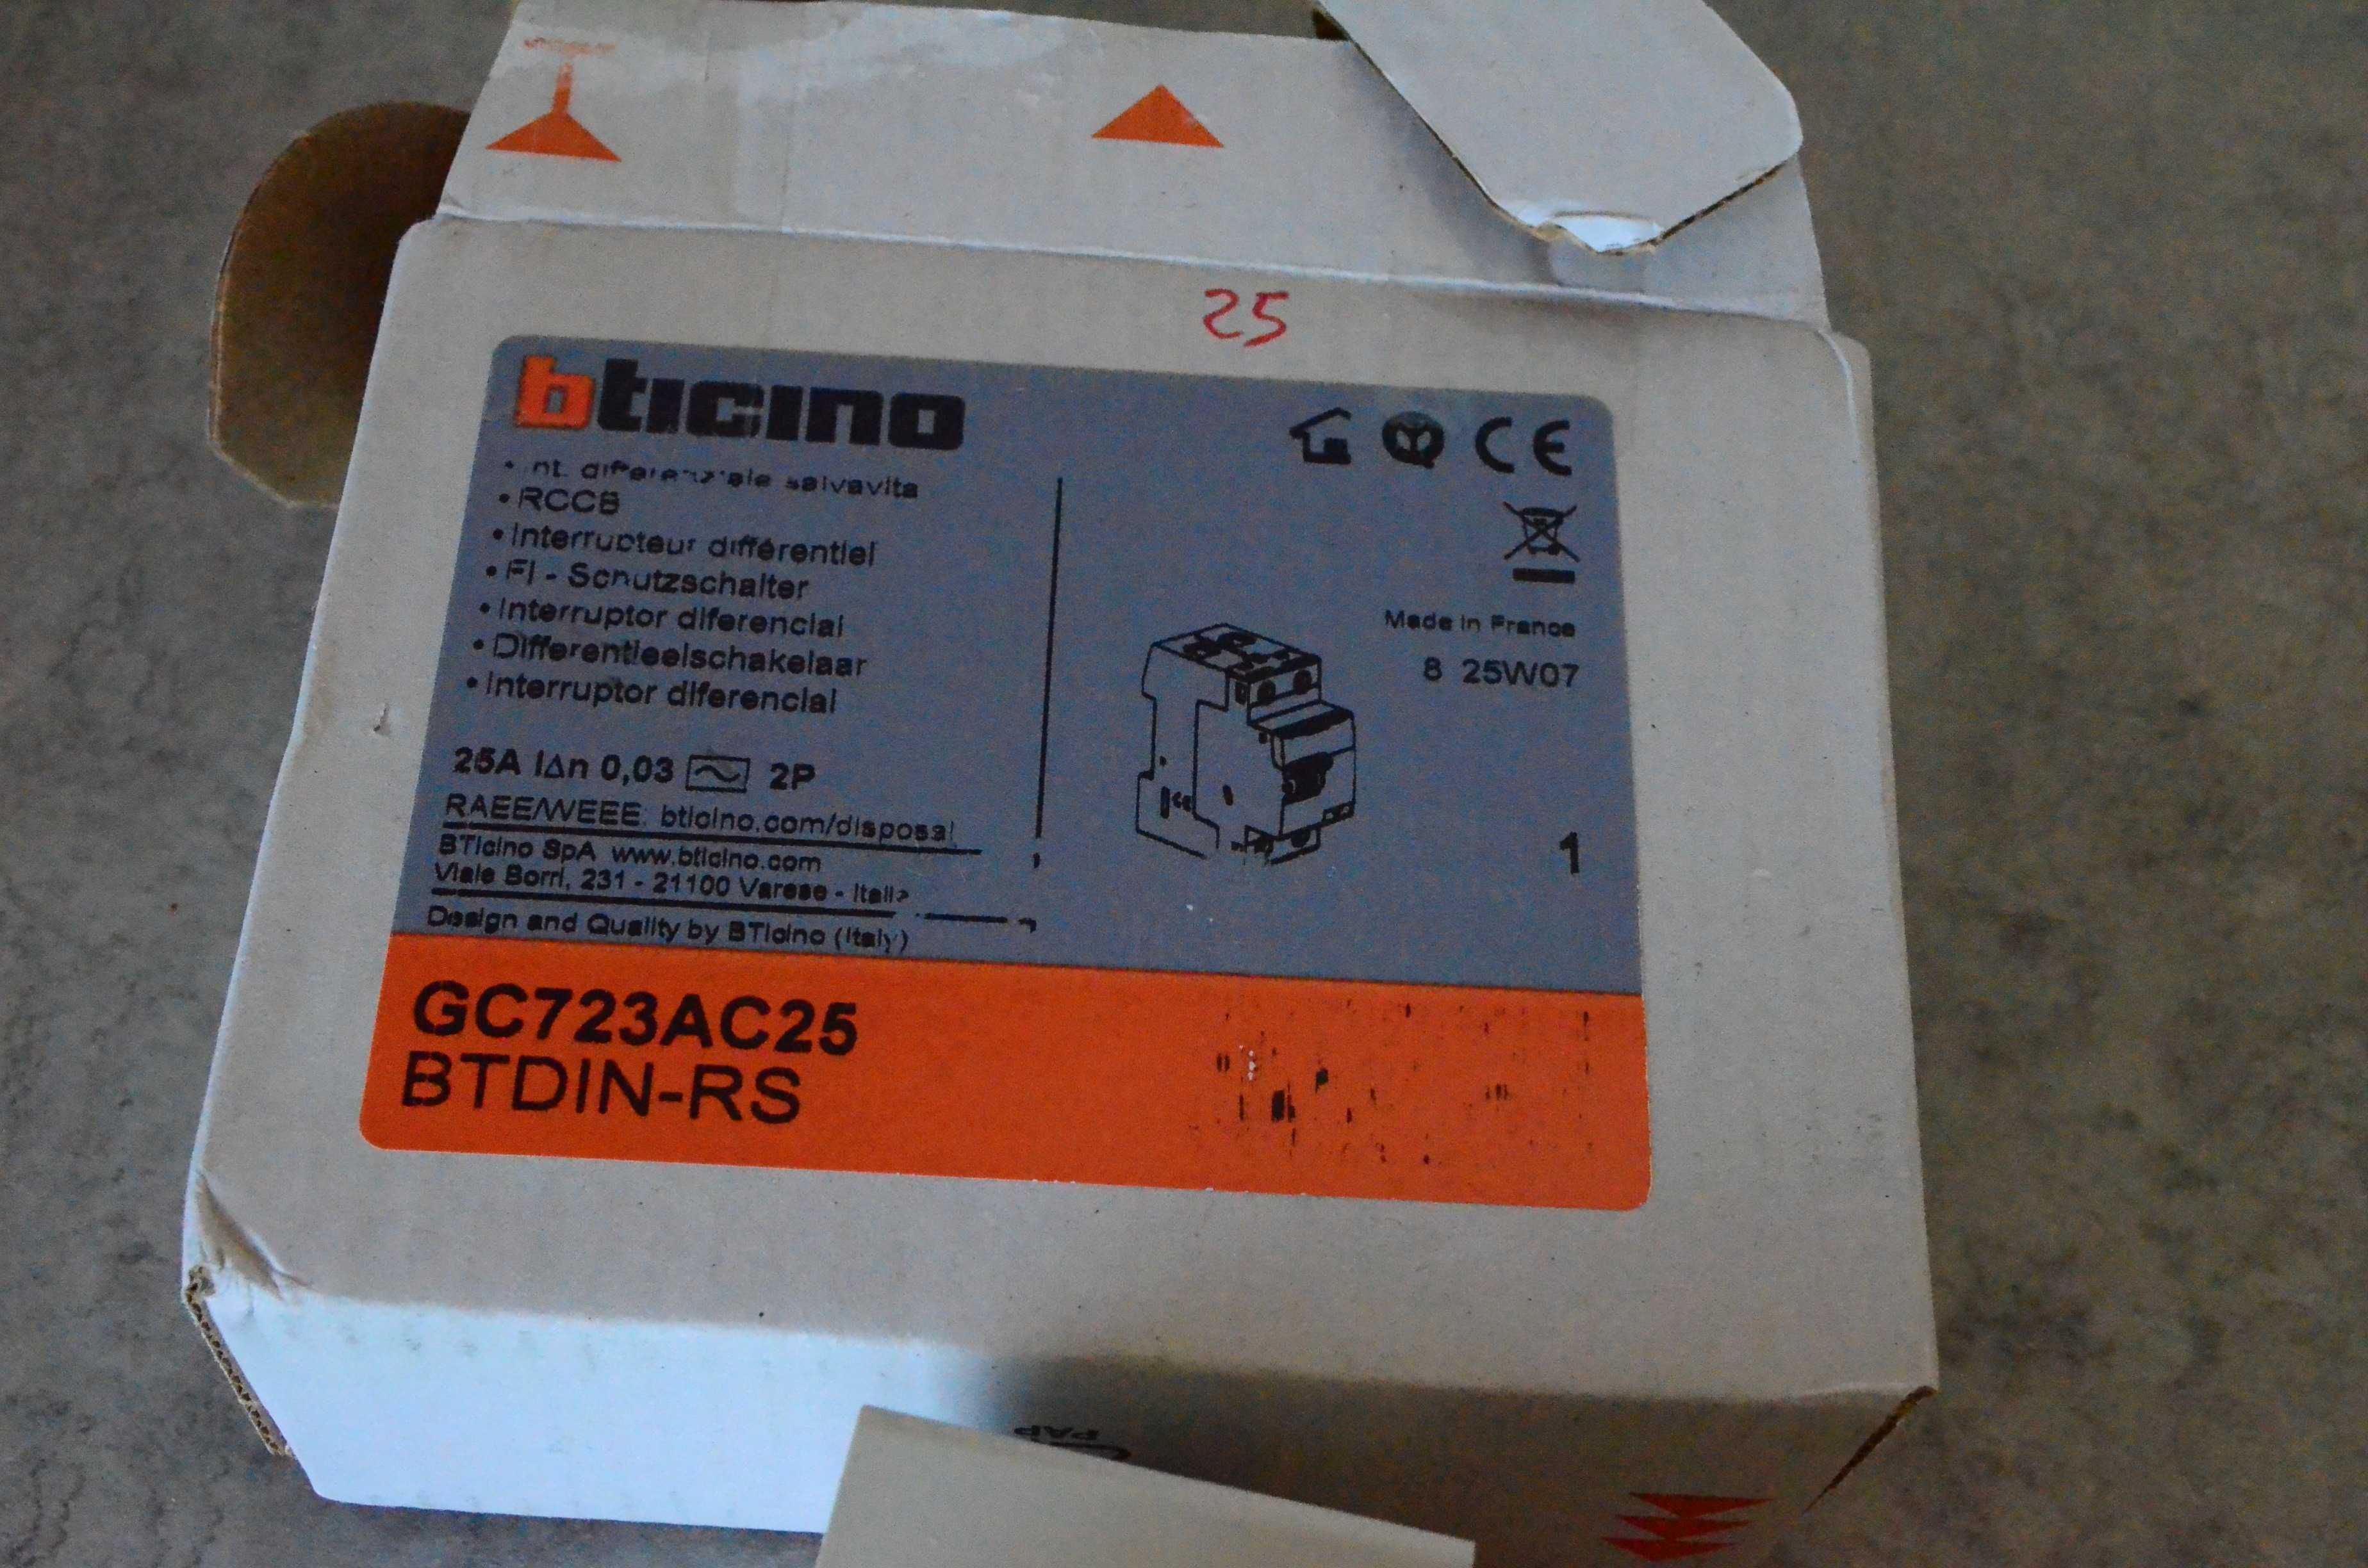 25
bticino
• Int. differenziale salvavita
• RCCB
• Interrupteur différentiel
• FI - Schutzschalter
• Interruptor diferencial
• Differentieelschakelaar
• Interruptor diferencial
CE
Made in France
8 25W07
25A I∆n 0,03 2P
RAEE/WEEE: bticino.com/disposal
BTicino SpA www.bticino.com
Viale Borri, 231 - 21100 Varese - Italia
Design and Quality by BTicino (Italy)
1
GC723AC25
BTDIN-RS
PAP